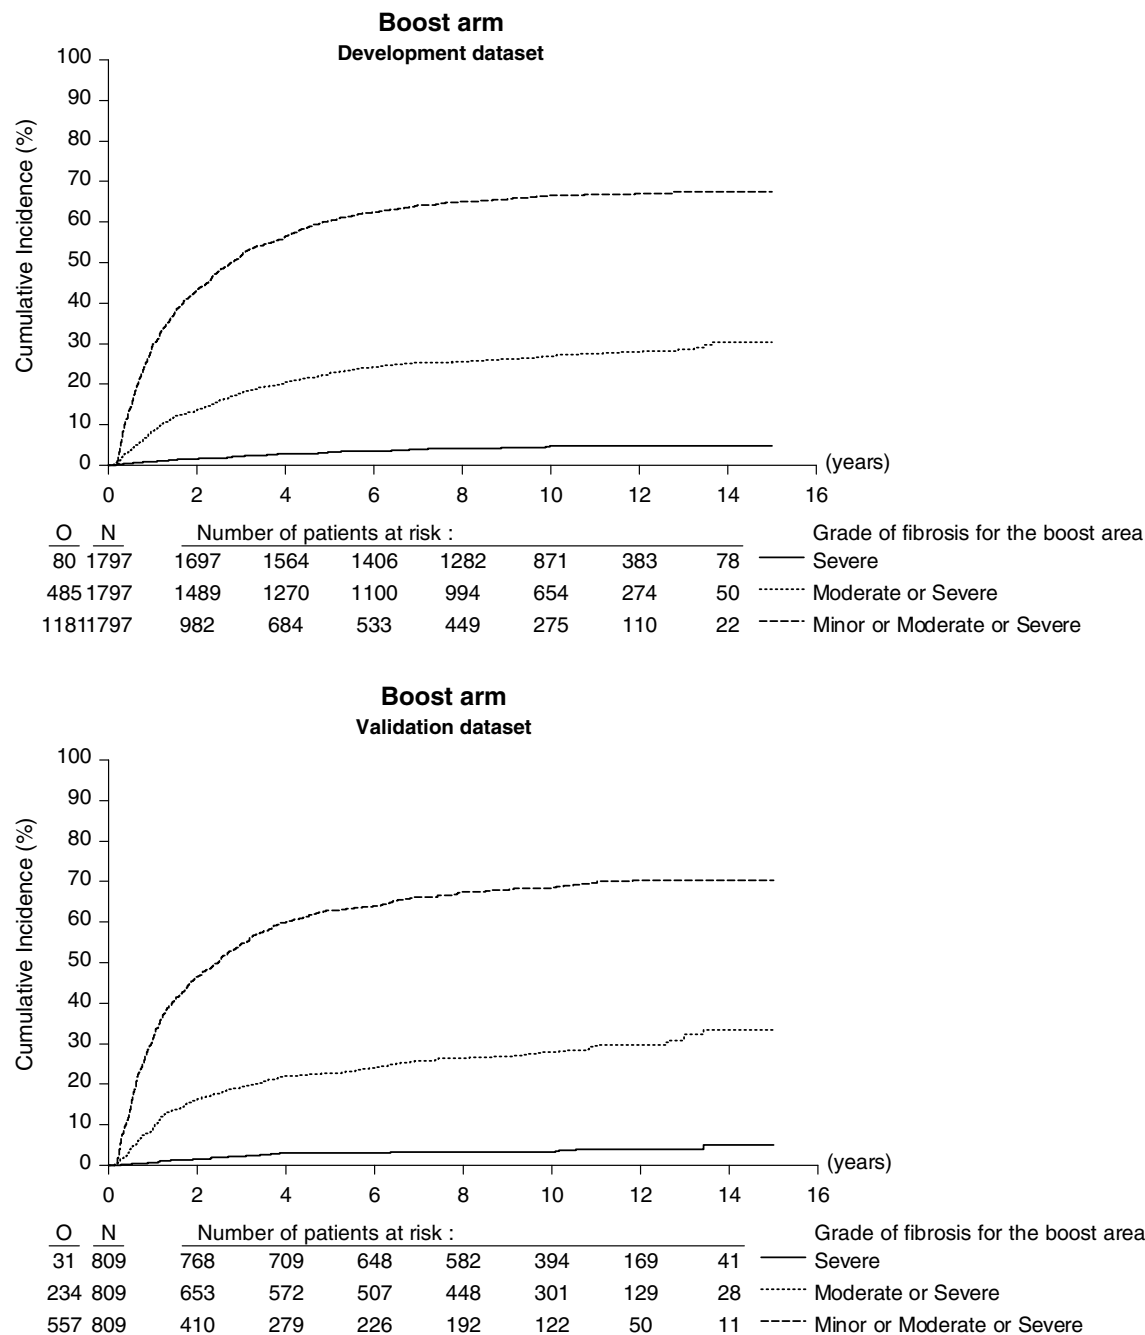 Boost arm
Development dataset
Cumulative Incidence (%)
100
90
80
70
60
50
40
30
20
10
0
0 2 4 6 8 10 12 14 16
(years)
O N Number of patients at risk : Grade of fibrosis for the boost area
80 1797 1697 1564 1406 1282 871 383 78 Severe
485 1797 1489 1270 1100 994 654 274 50 Moderate or Severe
1181 1797 982 684 533 449 275 110 22 Minor or Moderate or Severe
Boost arm
Validation dataset
Cumulative Incidence (%)
100
90
80
70
60
50
40
30
20
10
0
0 2 4 6 8 10 12 14 16
(years)
O N Number of patients at risk : Grade of fibrosis for the boost area
31 809 768 709 648 582 394 169 41 Severe
234 809 653 572 507 448 301 129 28 Moderate or Severe
557 809 410 279 226 192 122 50 11 Minor or Moderate or Severe